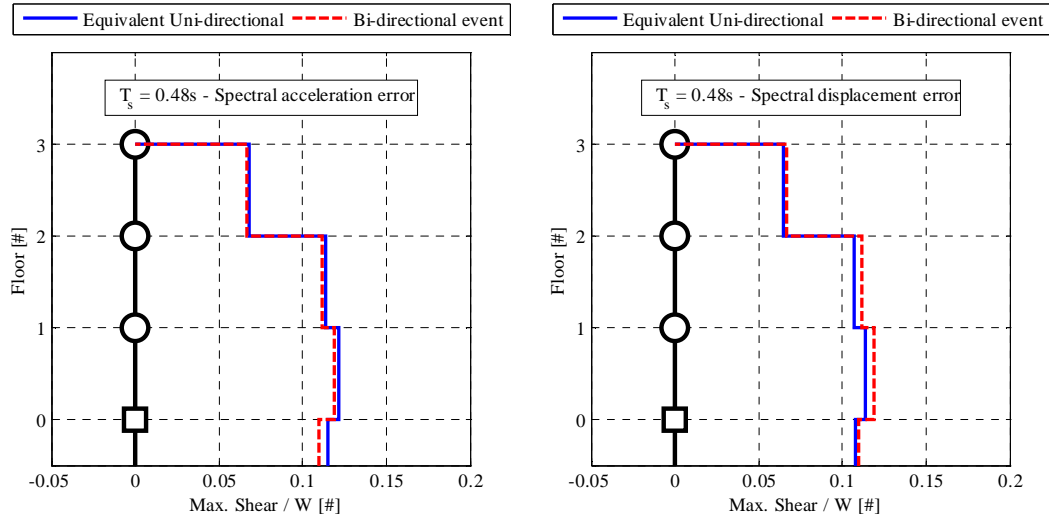 Equivalent Uni-directional Bi-directional event
T_s = 0.48s - Spectral acceleration error
3
2
1
0
Floor [#]
-0.05 0 0.05 0.1 0.15 0.2
Max. Shear / W [#]
Equivalent Uni-directional Bi-directional event
T_s = 0.48s - Spectral displacement error
3
2
1
0
Floor [#]
-0.05 0 0.05 0.1 0.15 0.2
Max. Shear / W [#]